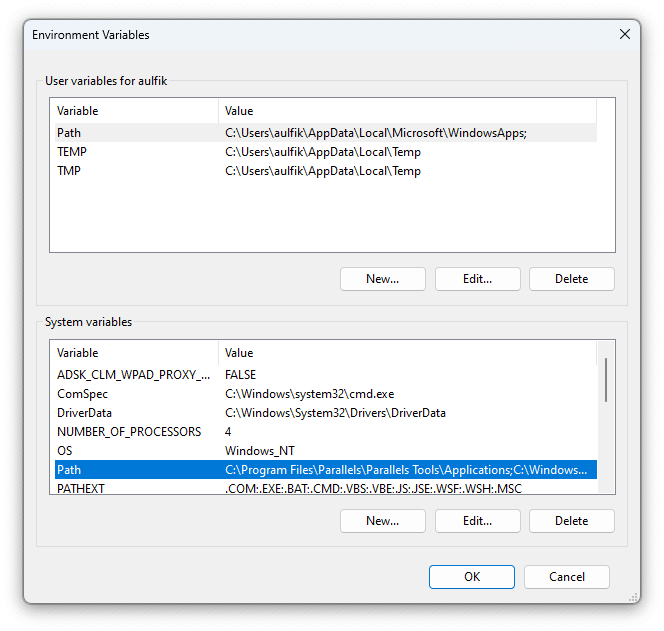 Environment Variables
User variables for aulfik
Variable Value
Path C:\Users\aulfik\AppData\Local\Microsoft\WindowsApps;
TEMP C:\Users\aulfik\AppData\Local\Temp
TMP C:\Users\aulfik\AppData\Local\Temp
New... Edit... Delete
System variables
Variable Value
ADSK_CLM_WPAD_PROXY_... FALSE
ComSpec C:\Windows\system32\cmd.exe
DriverData C:\Windows\System32\Drivers\DriverData
NUMBER_OF_PROCESSORS 4
OS Windows_NT
Path C:\Program Files\Parallels\Parallels Tools\Applications;C:\Windows...
PATHEXT .COM;.EXE;.BAT;.CMD;.VBS;.VBE;.JS;.JSE;.WSF;.WSH;.MSC
New... Edit... Delete
OK Cancel